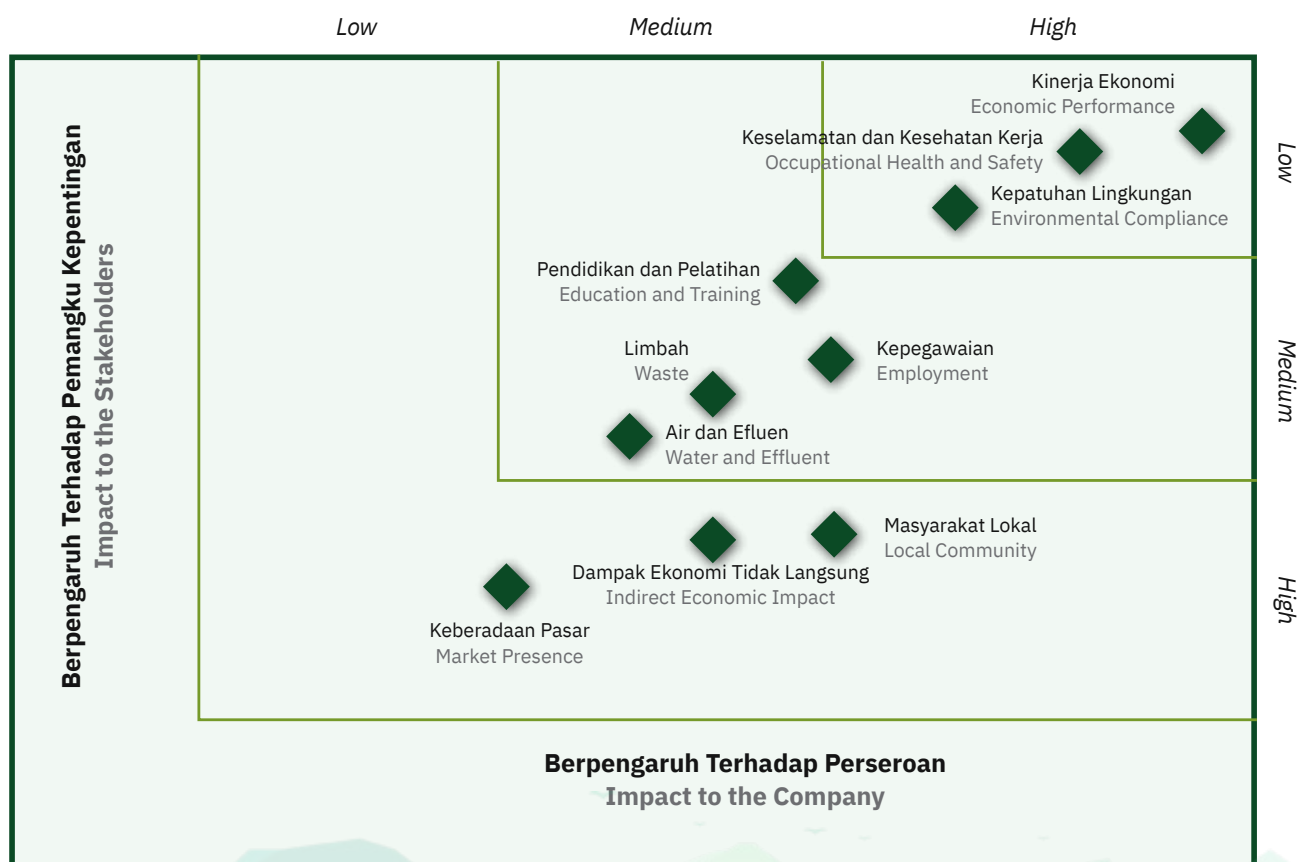 Low
Medium
High
Kinerja Ekonomi
Economic Performance
Keselamatan dan Kesehatan Kerja
Occupational Health and Safety
Kepatuhan Lingkungan
Environmental Compliance
Low
Pendidikan dan Pelatihan
Education and Training
Limbah
Waste
Kepegawaian
Employment
Air dan Efluen
Water and Effluent
Medium
Masyarakat Lokal
Local Community
Dampak Ekonomi Tidak Langsung
Indirect Economic Impact
Keberadaan Pasar
Market Presence
High
Berpengaruh Terhadap Pemangku Kepentingan
Impact to the Stakeholders
Berpengaruh Terhadap Perseroan
Impact to the Company